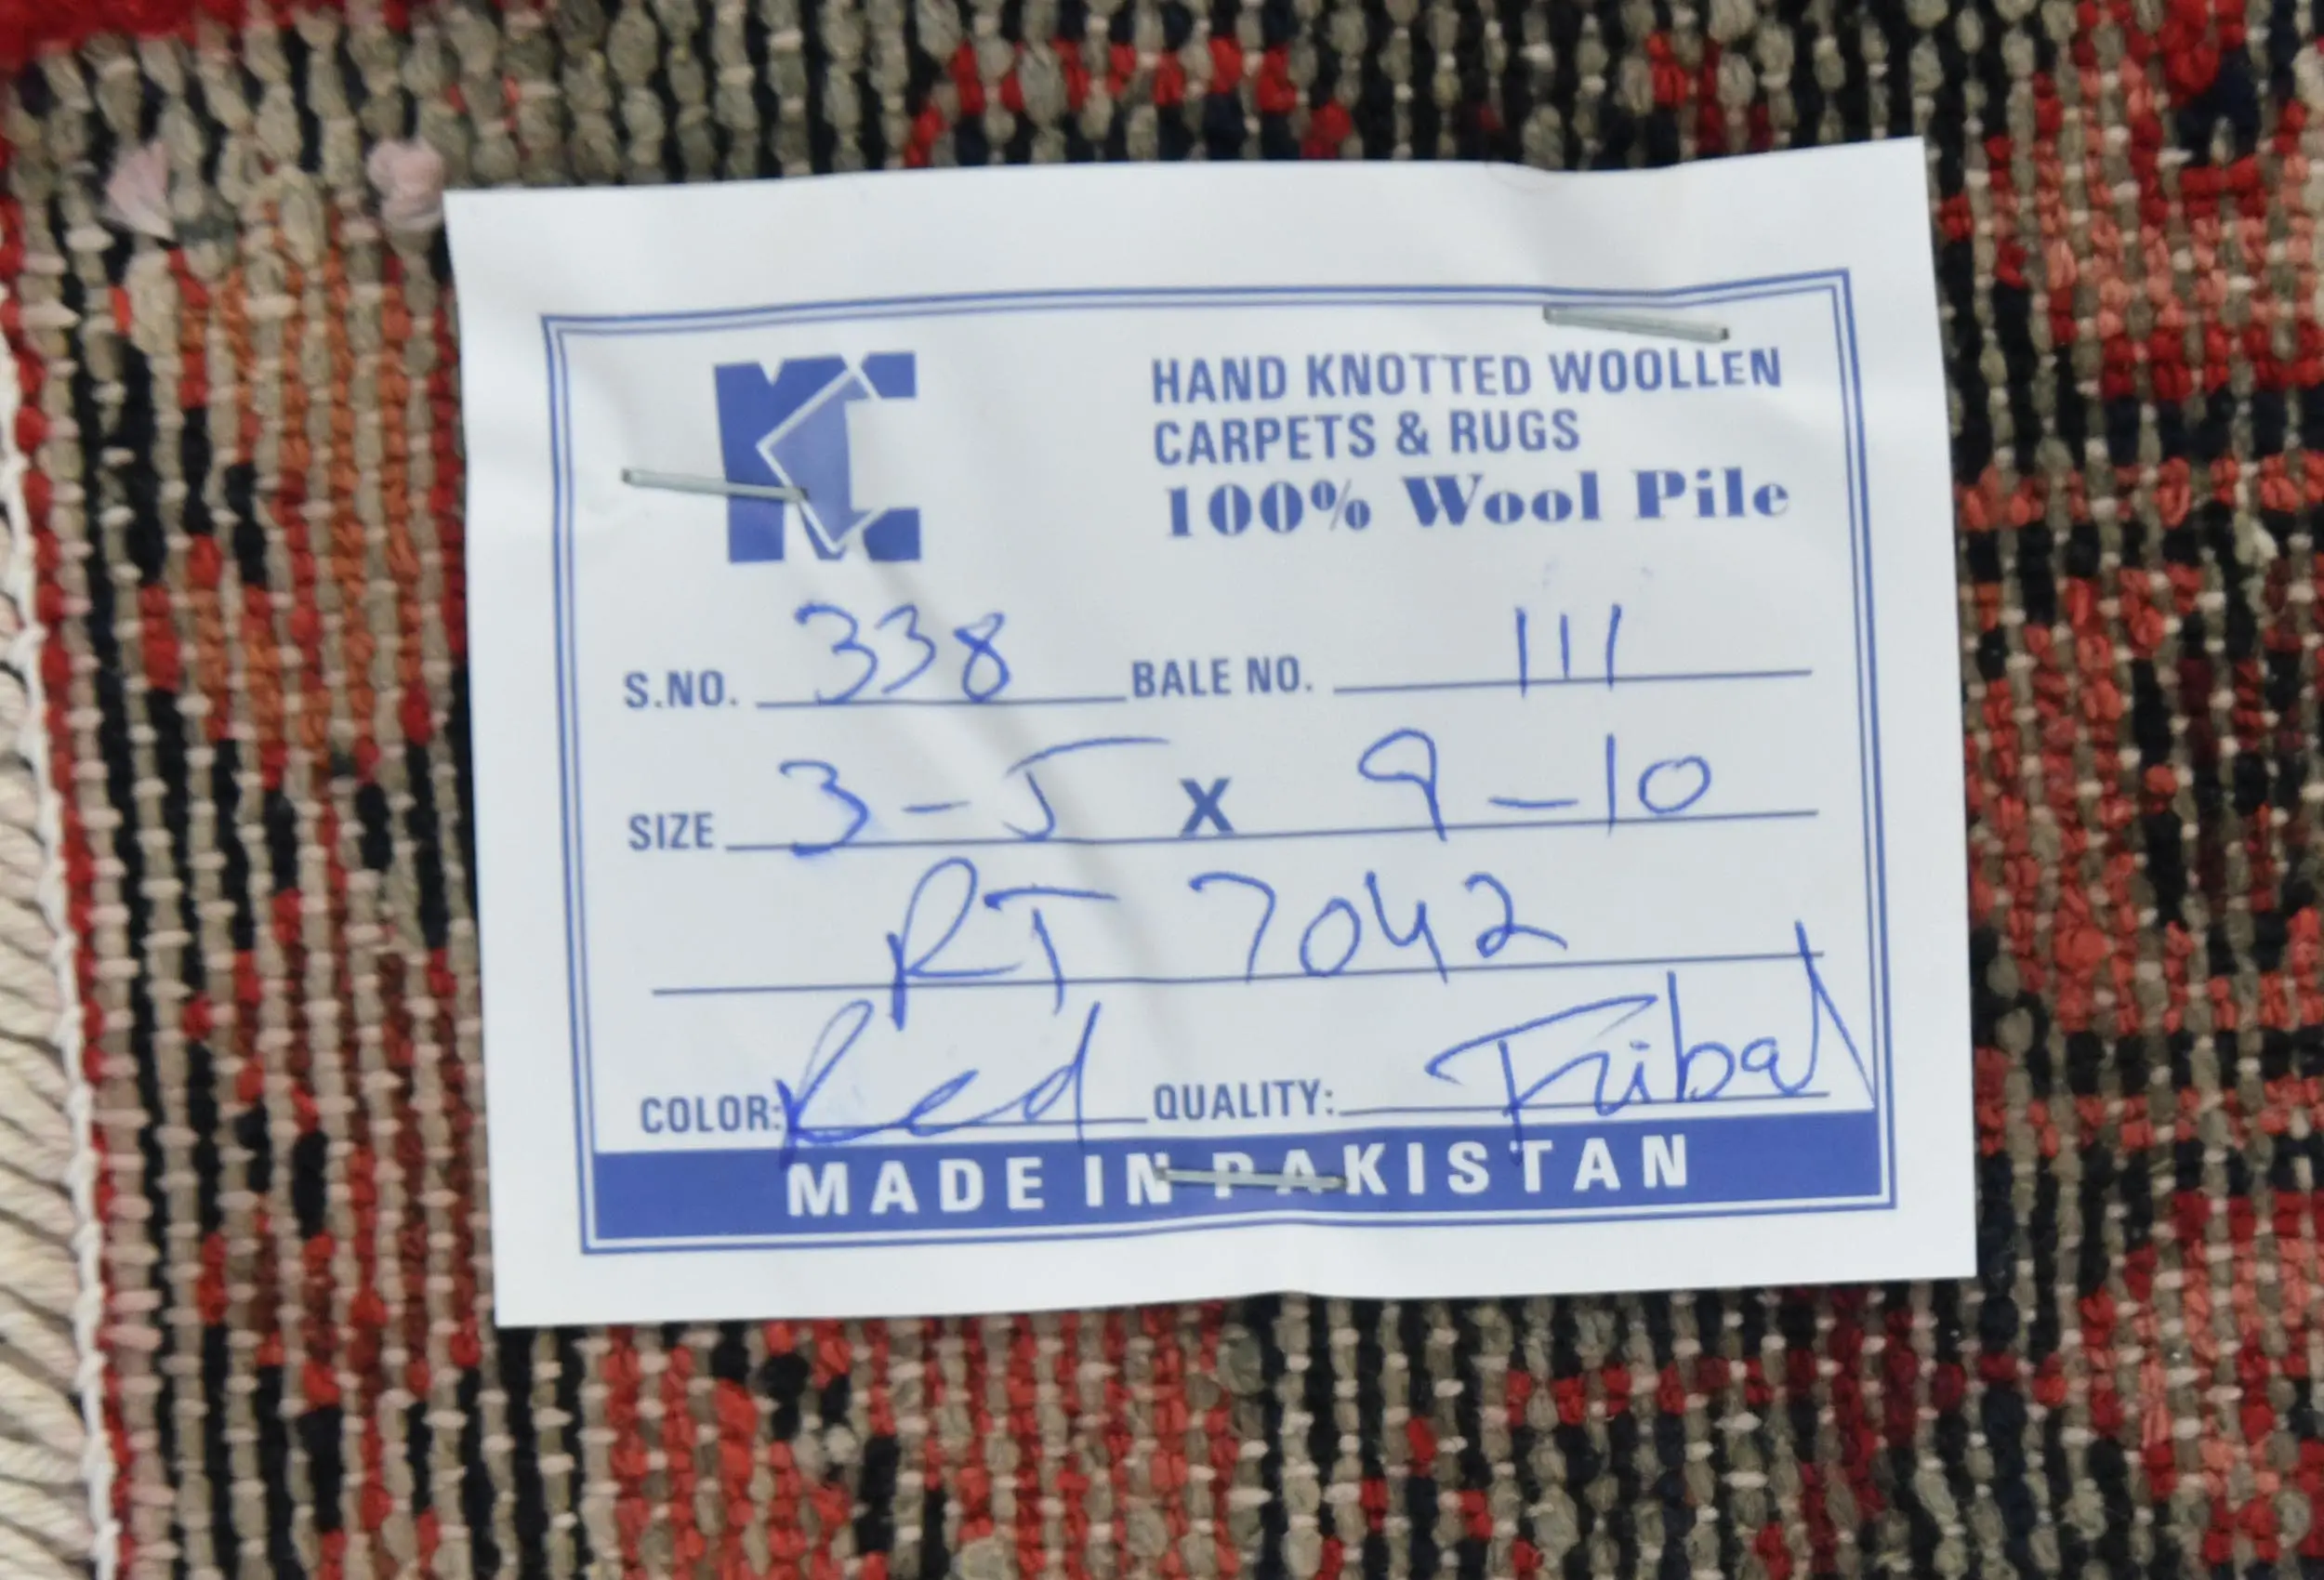 KC
HAND KNOTTED WOOLLEN
CARPETS & RUGS
100% Wool Pile
S.NO. 338 BALE NO. 111
SIZE 3-5 X 9-10
RT 7042
COLOR: Red QUALITY: Tribal
MADE IN PAKISTAN